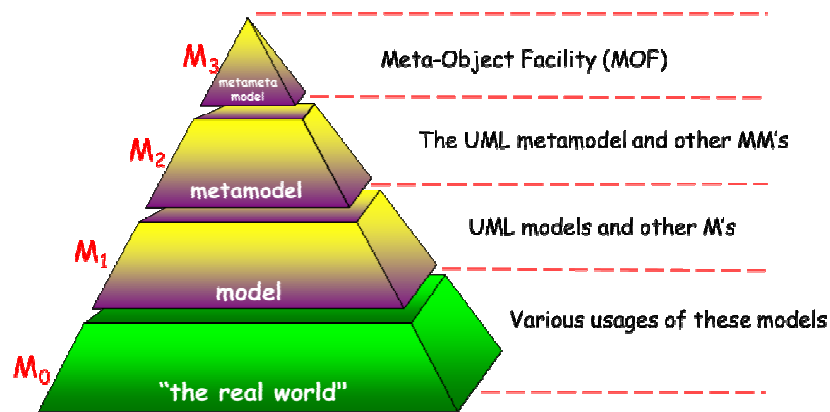 M3
metameta
model
Meta-Object Facility (MOF)
M2
metamodel
The UML metamodel and other MM's
M1
model
UML models and other M's
M0
"the real world"
Various usages of these models